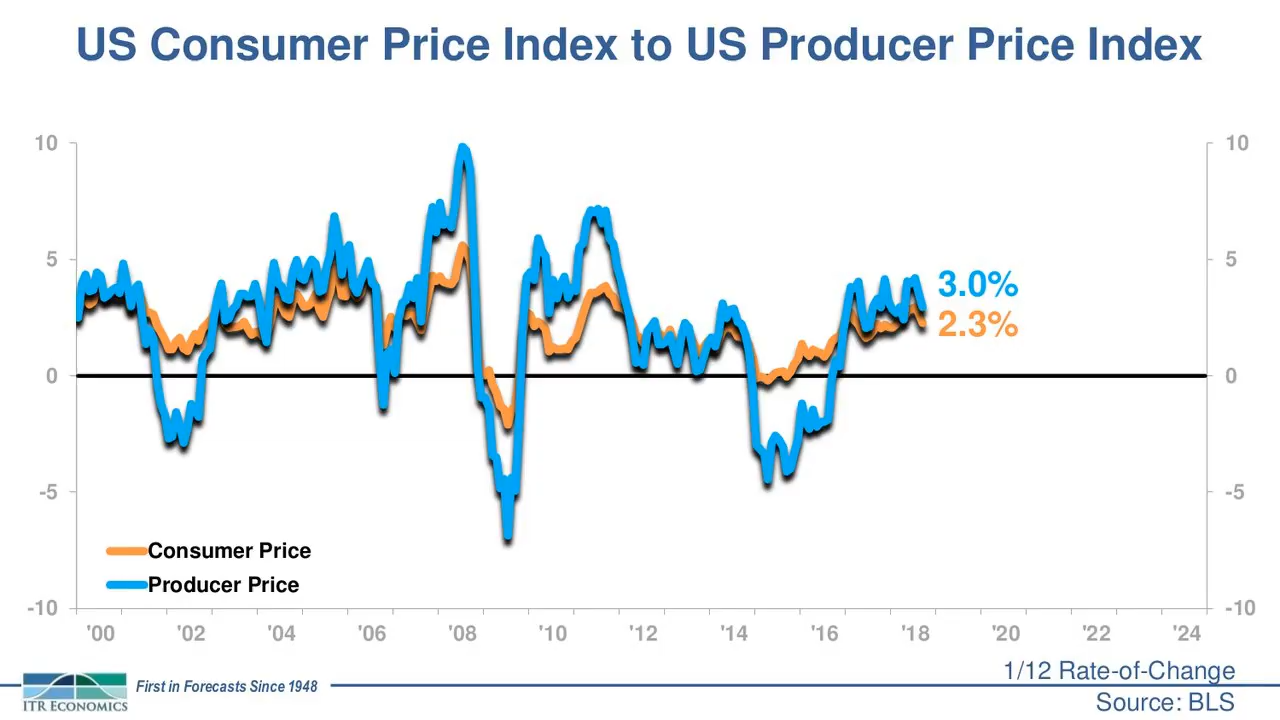 US Consumer Price Index to US Producer Price Index
10 10
5 5
3.0%
2.3%
0 0
-5 -5
Consumer Price
Producer Price
-10 -10
'00 '02 '04 '06 '08 '10 '12 '14 '16 '18 '20 '22 '24
1/12 Rate-of-Change
First in Forecasts Since 1948
ITR ECONOMICS
Source: BLS